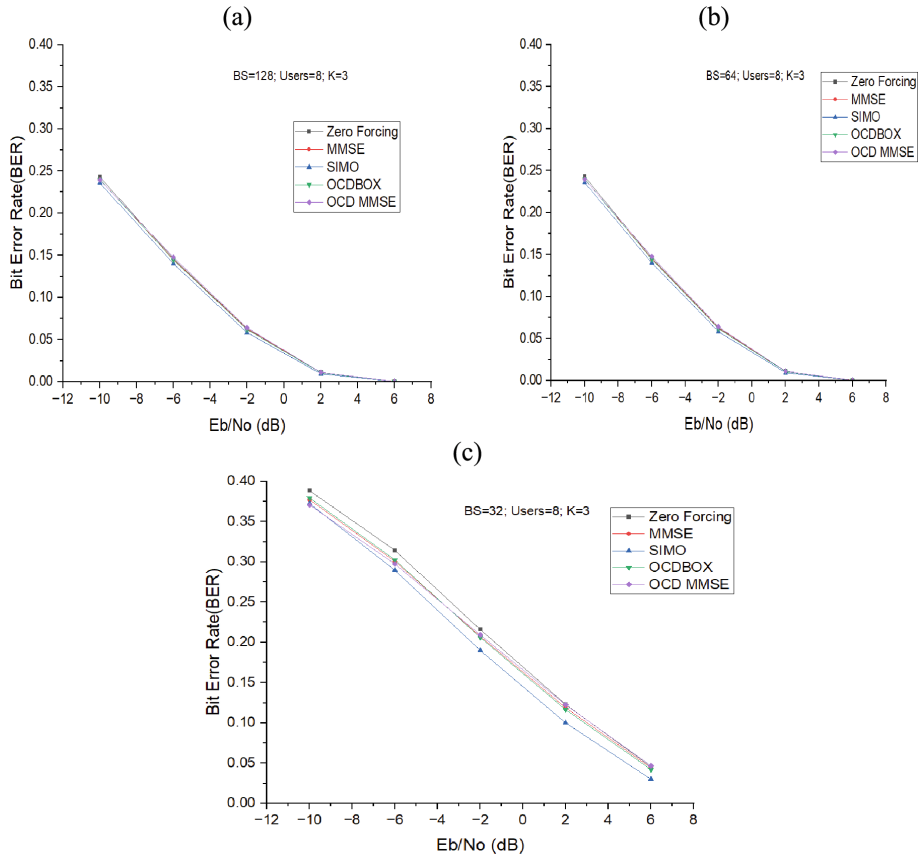 (a)
0.40
0.35
0.30
0.25
0.20
0.15
0.10
0.05
0.00
Bit Error Rate(BER)
BS=128; Users=8; K=3
Zero Forcing
MMSE
SIMO
OCDBOX
OCD MMSE
−12 −10 −8 −6 −4 −2 0 2 4 6 8
Eb/No (dB)
(b)
0.40
0.35
0.30
0.25
0.20
0.15
0.10
0.05
0.00
Bit Error Rate(BER)
BS=64; Users=8; K=3
Zero Forcing
MMSE
SIMO
OCDBOX
OCD MMSE
−12 −10 −8 −6 −4 −2 0 2 4 6 8
Eb/No (dB)
(c)
0.40
0.35
0.30
0.25
0.20
0.15
0.10
0.05
0.00
Bit Error Rate(BER)
BS=32; Users=8; K=3
Zero Forcing
MMSE
SIMO
OCDBOX
OCD MMSE
−12 −10 −8 −6 −4 −2 0 2 4 6 8
Eb/No (dB)